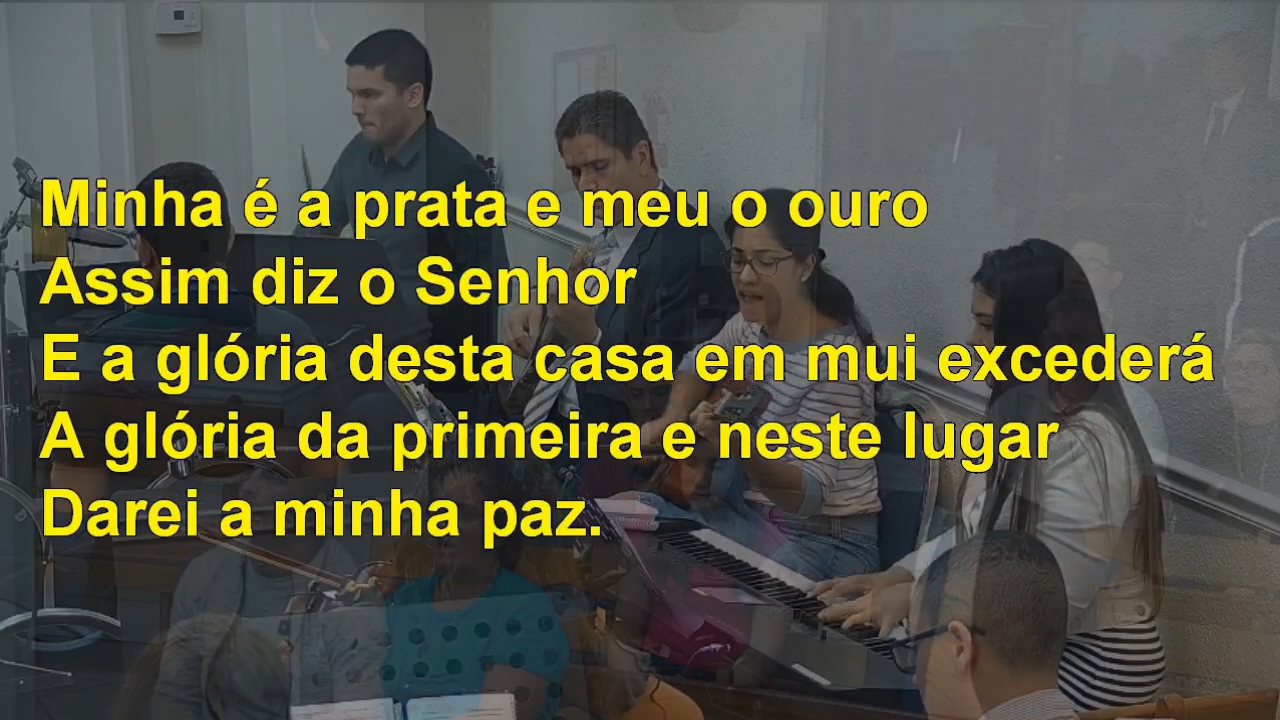 Minha é a prata e meu o ouro
Assim diz o Senhor
E a glória desta casa em mui excederá
A glória da primeira e neste lugar
Darei a minha paz.